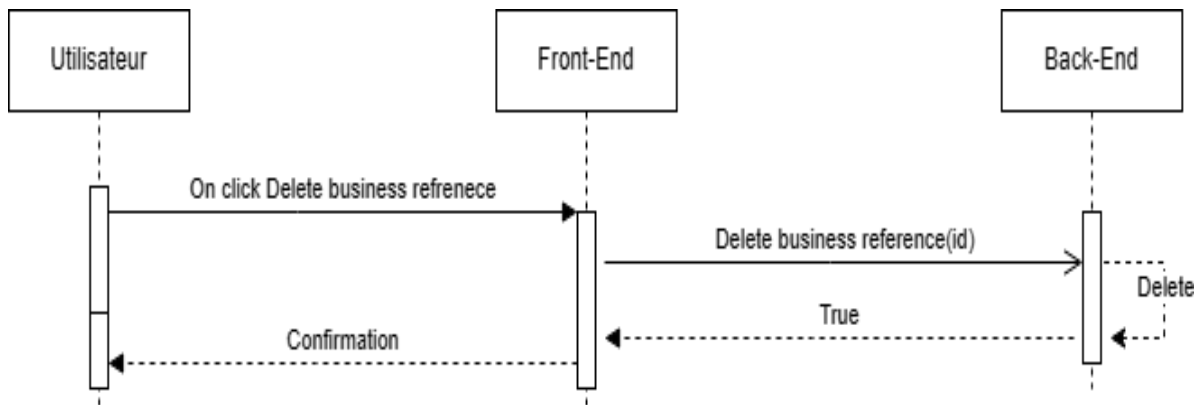 Utilisateur
Front-End
Back-End
On click Delete business refrenece
Delete business reference(id)
Delete
True
Confirmation